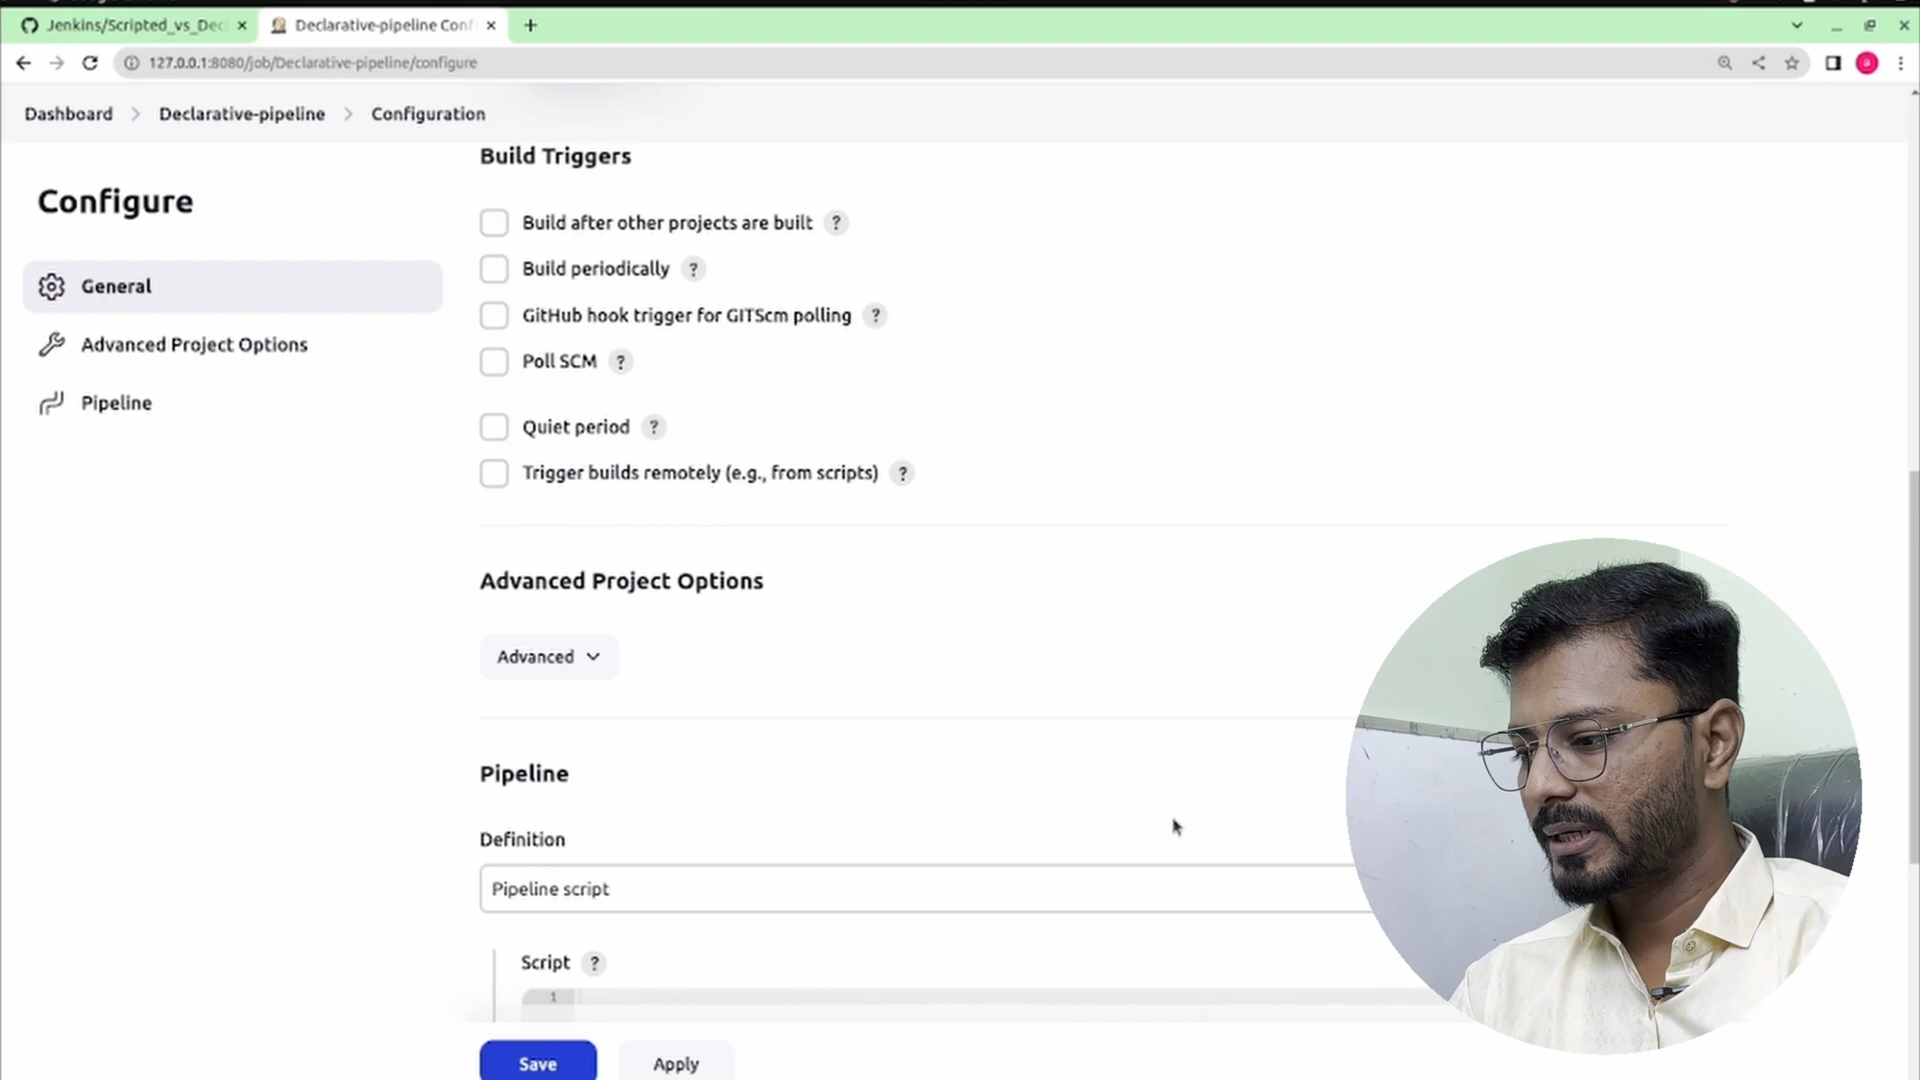 Jenkins/Scripted_vs_Dec
Declarative-pipeline Conf
127.0.0.1:8080/job/Declarative-pipeline/configure
Dashboard
Declarative-pipeline
Configuration
Configure
General
Advanced Project Options
Pipeline
Build Triggers
Build after other projects are built ?
Build periodically ?
GitHub hook trigger for GITScm polling ?
Poll SCM ?
Quiet period ?
Trigger builds remotely (e.g., from scripts) ?
Advanced Project Options
Advanced
Pipeline
Definition
Pipeline script
Script ?
1
Save
Apply